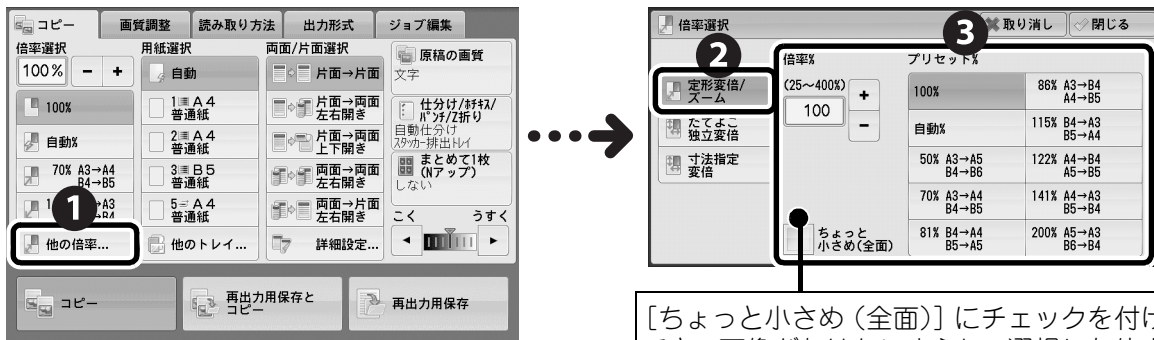 コピー
画質調整
読み取り方法
出力形式
ジョブ編集
倍率選択
100%
-
+
100%
自動%
70% A3→A4
B4→B5
→A3
→B4
他の倍率...
用紙選択
自動
1 A4
普通紙
2 A4
普通紙
3 B5
普通紙
5 A4
普通紙
他のトレイ...
両面/片面選択
片面→片面
片面→両面
左右開き
片面→両面
上下開き
両面→両面
左右開き
両面→片面
左右開き
詳細設定...
原稿の画質
文字
仕分け/ホチキス/
パンチ/Z折り
自動仕分け
スタッカー排出トレイ
まとめて1枚
(Nアップ)
しない
こく うすく
コピー
再出力用保存と
コピー
再出力用保存
1
倍率選択
取り消し
閉じる
2
3
定形変倍/
ズーム
たてよこ
独立変倍
寸法指定
変倍
倍率%
(25~400%)
100
+
-
ちょっと
小さめ(全面)
プリセット%
100%
自動%
50% A3→A5
B4→B6
70% A3→A4
B4→B5
81% B4→A4
B5→A5
86% A3→B4
A4→B5
115% B4→A3
B5→A4
122% A4→B4
A5→B5
141% A4→A3
B5→B4
200% A5→A3
B6→B4
[ちょっと小さめ(全面)]にチェックを付け